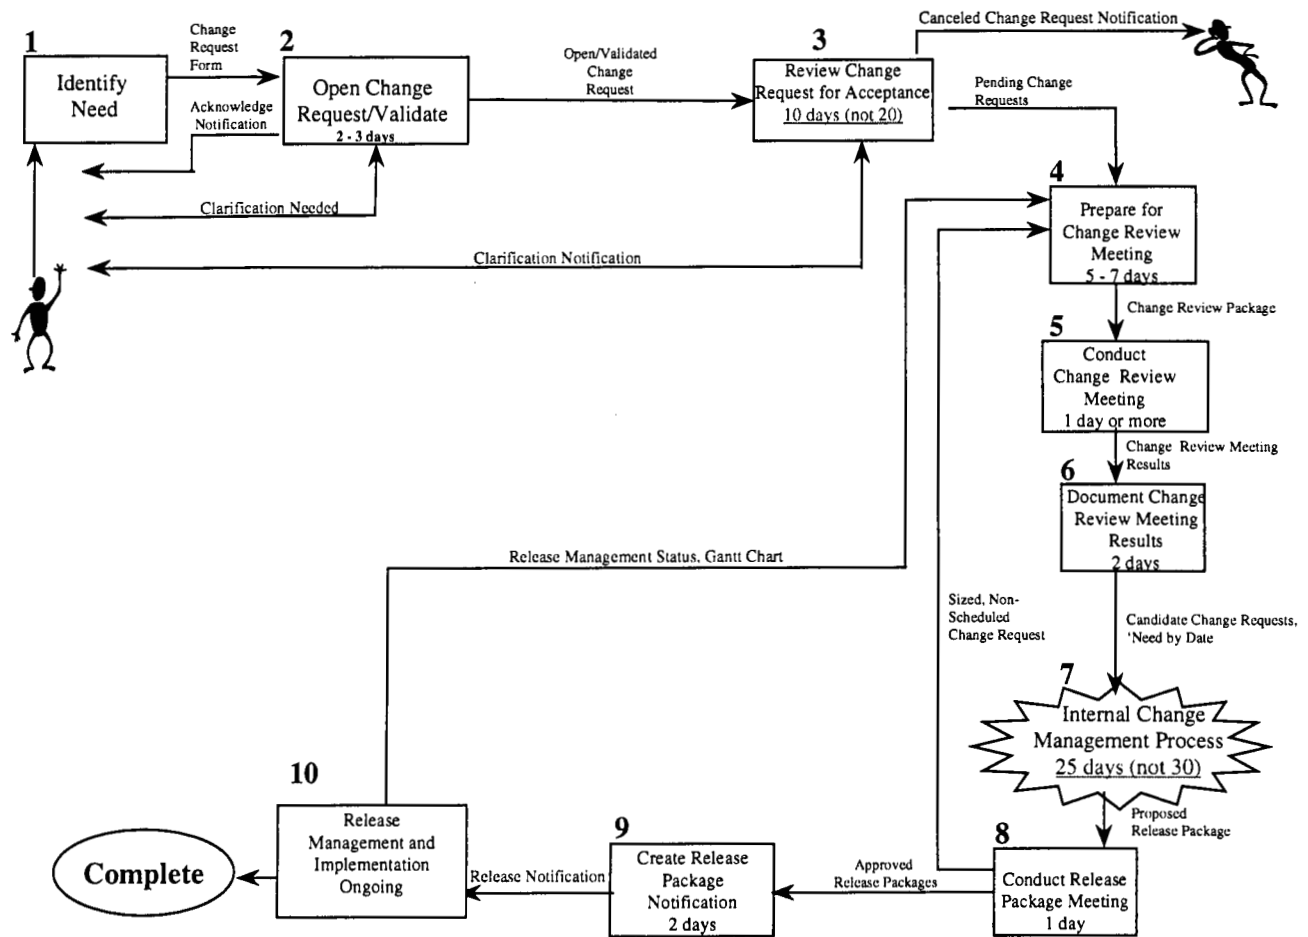 1
Identify
Need
Change
Request
Form
Acknowledge
Notification
2
Open Change
Request/Validate
2 - 3 days
Open/Validated
Change
Request
3
Review Change
Request for Acceptance
10 days (not 20)
Canceled Change Request Notification
Pending Change
Requests
Clarification Needed
Clarification Notification
4
Prepare for
Change Review
Meeting
5 - 7 days
Change Review Package
5
Conduct
Change Review
Meeting
1 day or more
Change Review Meeting
Results
6
Document Change
Review Meeting
Results
2 days
Release Management Status, Gantt Chart
Sized, Non-
Scheduled
Change Request
Candidate Change Requests,
'Need by Date
7
Internal Change
Management Process
25 days (not 30)
Proposed
Release Package
8
Conduct Release
Package Meeting
1 day
Approved
Release Packages
9
Create Release
Package
Notification
2 days
Release Notification
10
Release
Management and
Implementation
Ongoing
Complete